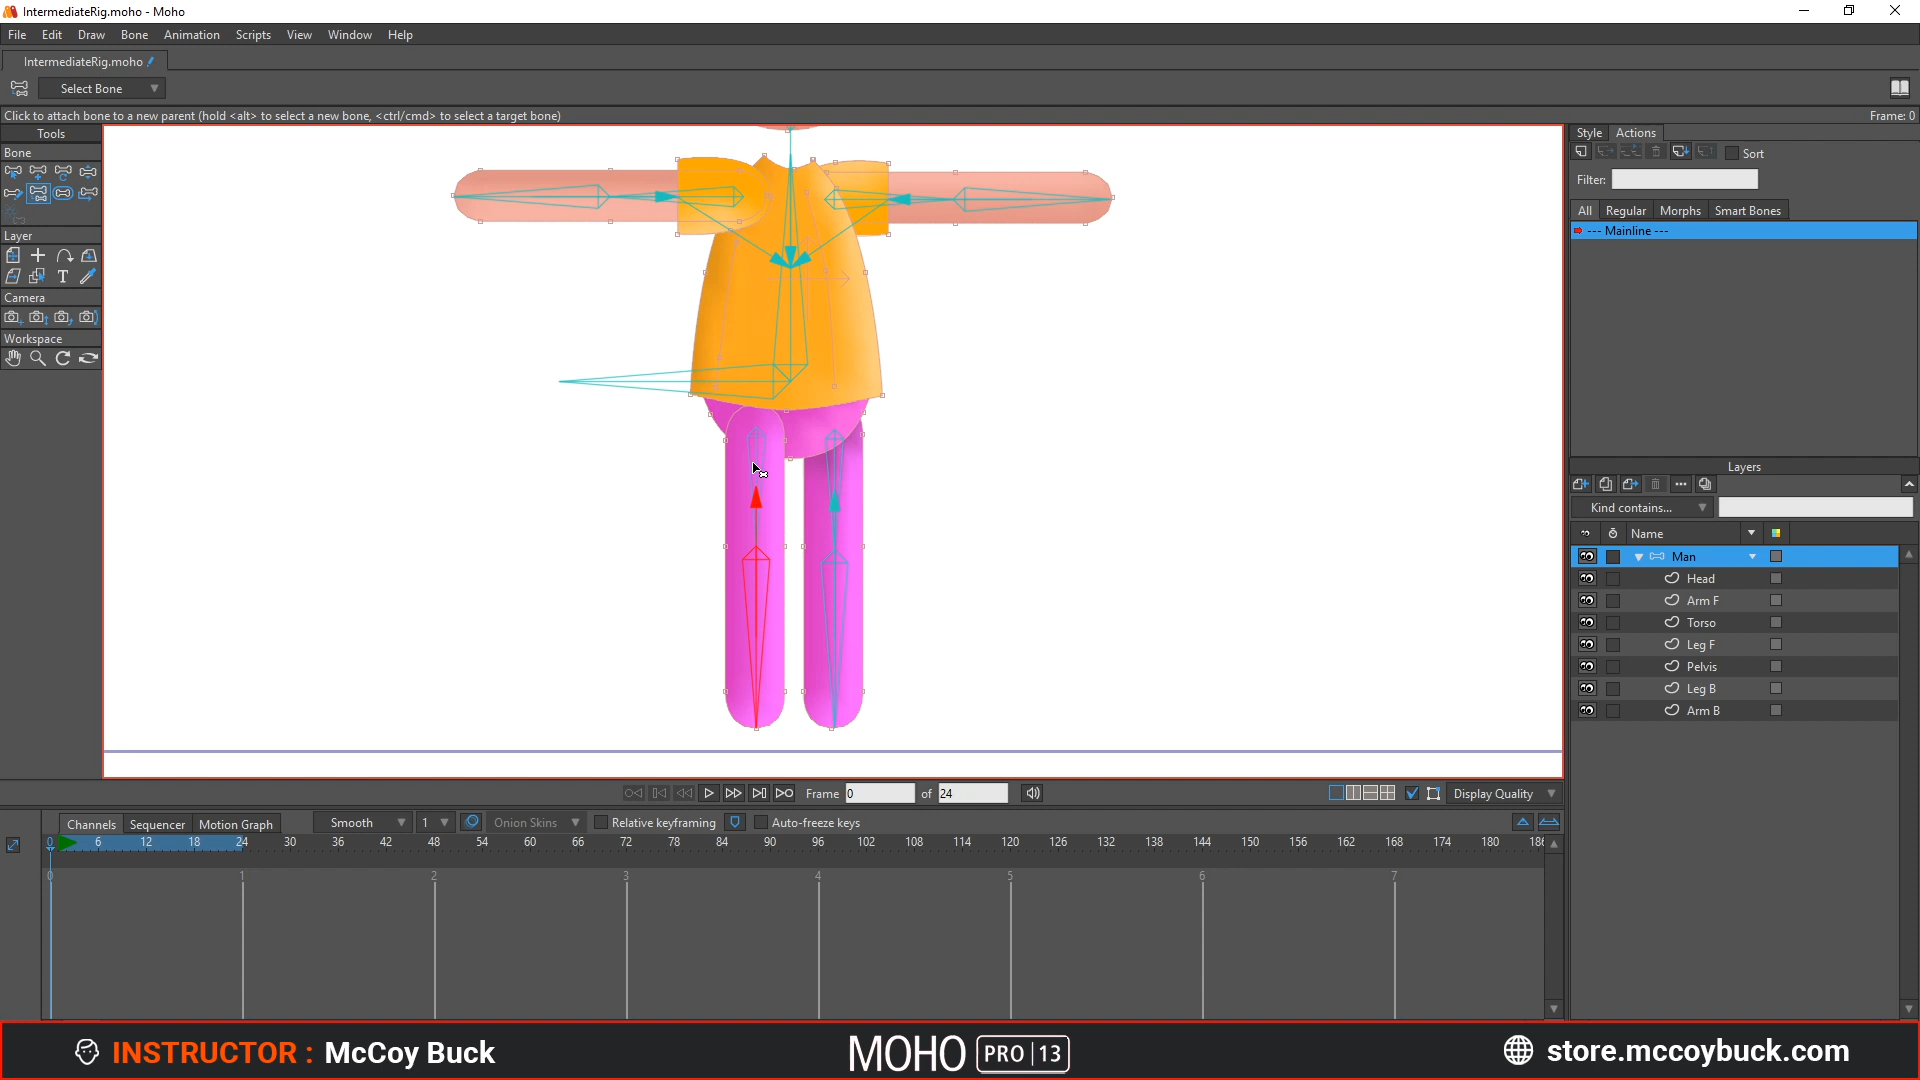 IntermediateRig.moho - Moho
File Edit Draw Bone Animation Scripts View Window Help
IntermediateRig.moho
Select Bone
Click to attach bone to a new parent (hold <alt> to select a new bone, <ctrl/cmd> to select a target bone)
Frame: 0
Tools
Bone
Layer
T
Camera
Workspace
Style Actions
Sort
Filter:
All Regular Morphs Smart Bones
--- Mainline ---
Layers
Kind contains...
Name
Man
Head
Arm F
Torso
Leg F
Pelvis
Leg B
Arm B
Frame 0 of 24
Display Quality
Channels Sequencer Motion Graph Smooth 1 Onion Skins Relative keyframing Auto-freeze keys
0 6 12 18 24 30 36 42 48 54 60 66 72 78 84 90 96 102 108 114 120 126 132 138 144 150 156 162 168 174 180 186
0 1 2 3 4 5 6 7
INSTRUCTOR : McCoy Buck
MOHO PRO 13
store.mccoybuck.com